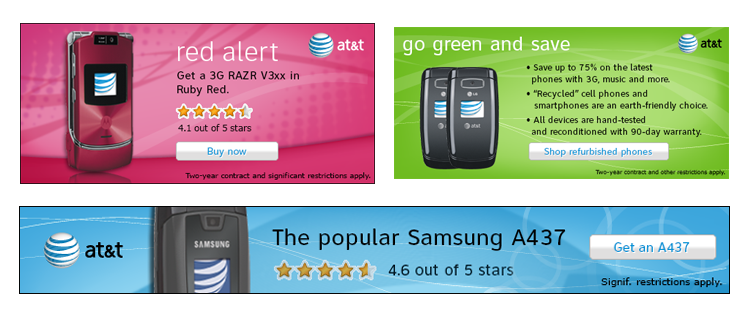 red alert
at&t
Get a 3G RAZR V3xx in
Ruby Red.
4.1 out of 5 stars
Buy now
Two-year contract and significant restrictions apply.
go green and save
at&t
• Save up to 75% on the latest
phones with 3G, music and more.
• “Recycled” cell phones and
smartphones are an earth-friendly choice.
• All devices are hand-tested
and reconditioned with 90-day warranty.
LG
at&t
at&t
Shop refurbished phones
Two-year contract and other restrictions apply.
at&t
SAMSUNG
The popular Samsung A437
4.6 out of 5 stars
Get an A437
Signif. restrictions apply.